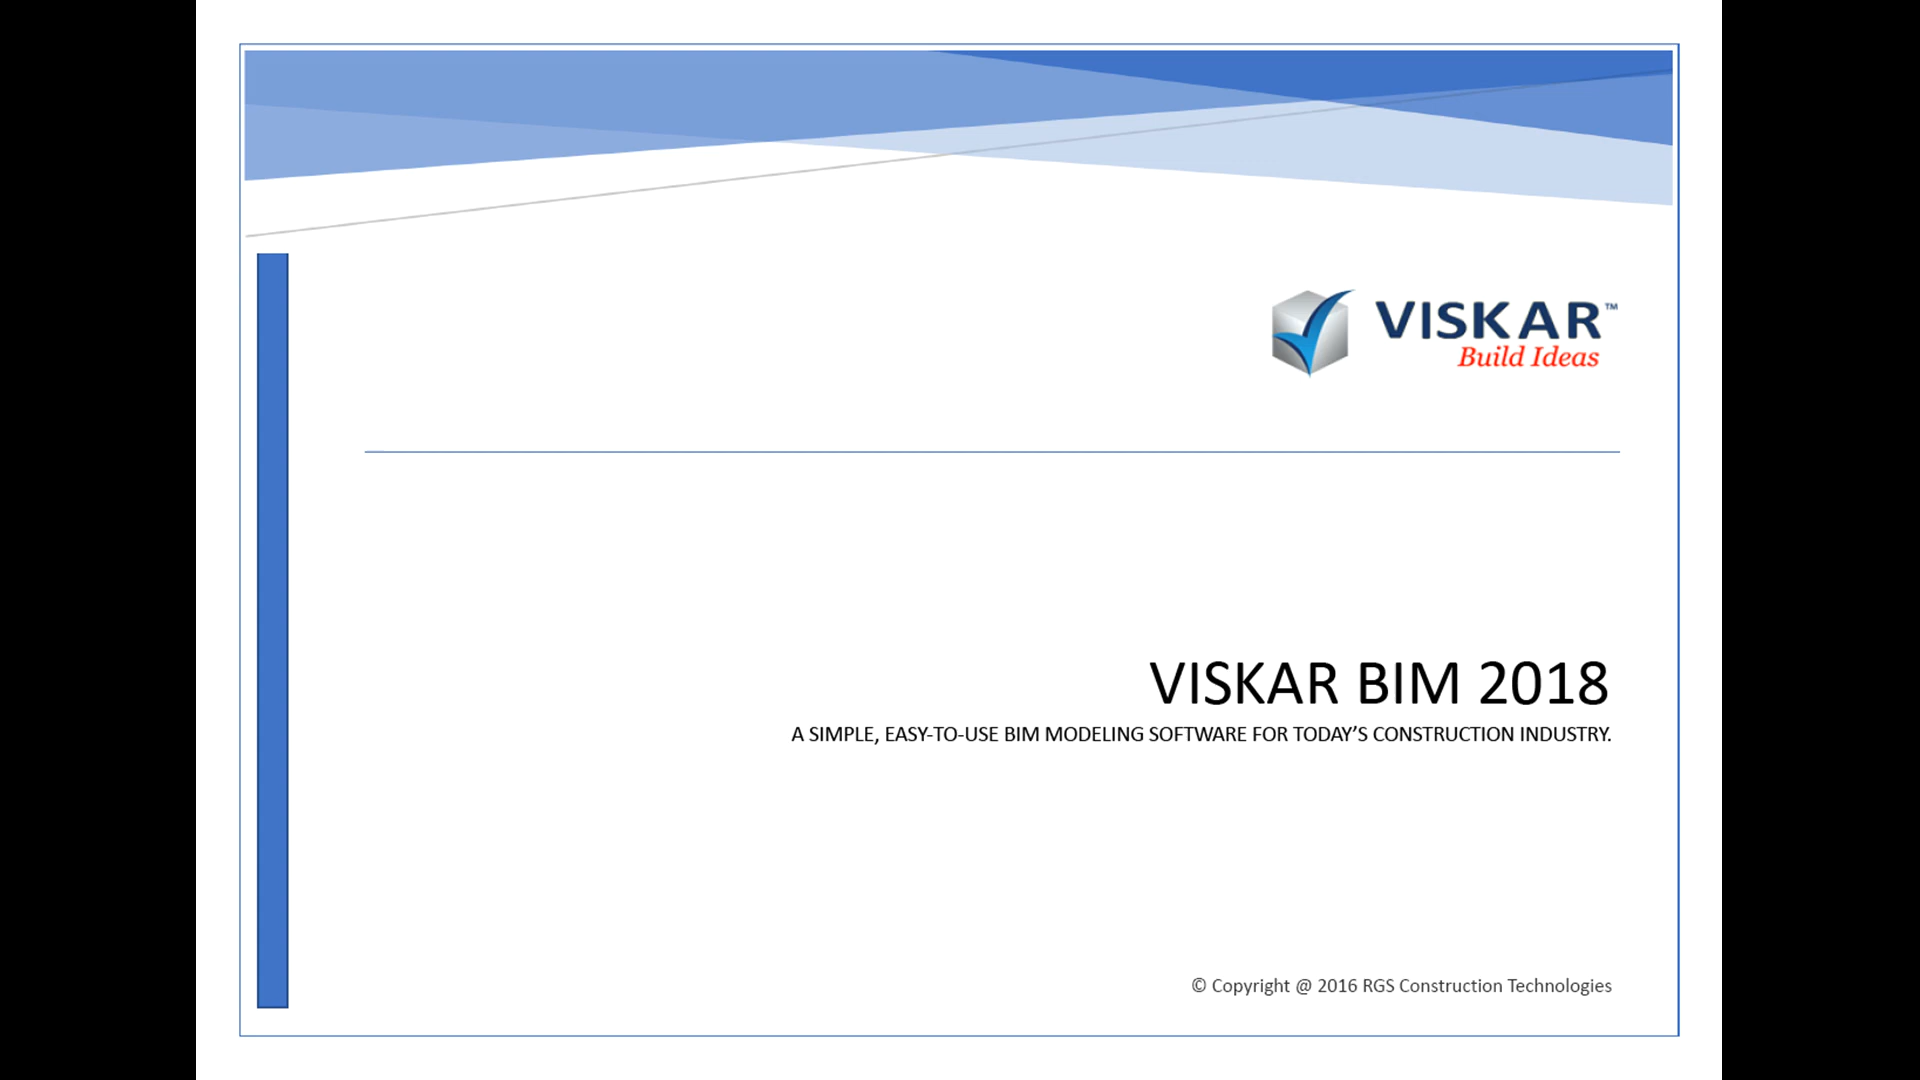 VISKAR™
Build Ideas
VISKAR BIM 2018
A SIMPLE, EASY-TO-USE BIM MODELING SOFTWARE FOR TODAY’S CONSTRUCTION INDUSTRY.
© Copyright @ 2016 RGS Construction Technologies